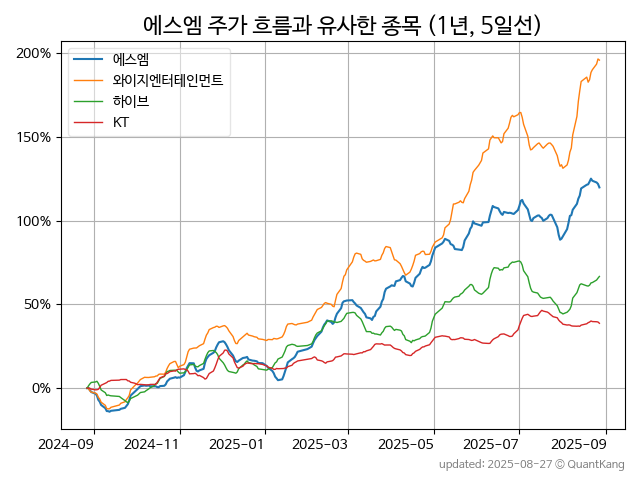 에스엠 주가 흐름과 유사한 종목 (1년, 5일선)
200%
150%
100%
50%
0%
에스엠
와이지엔터테인먼트
하이브
KT
2024-09 2024-11 2025-01 2025-03 2025-05 2025-07 2025-09
updated: 2025-08-27 © QuantKang